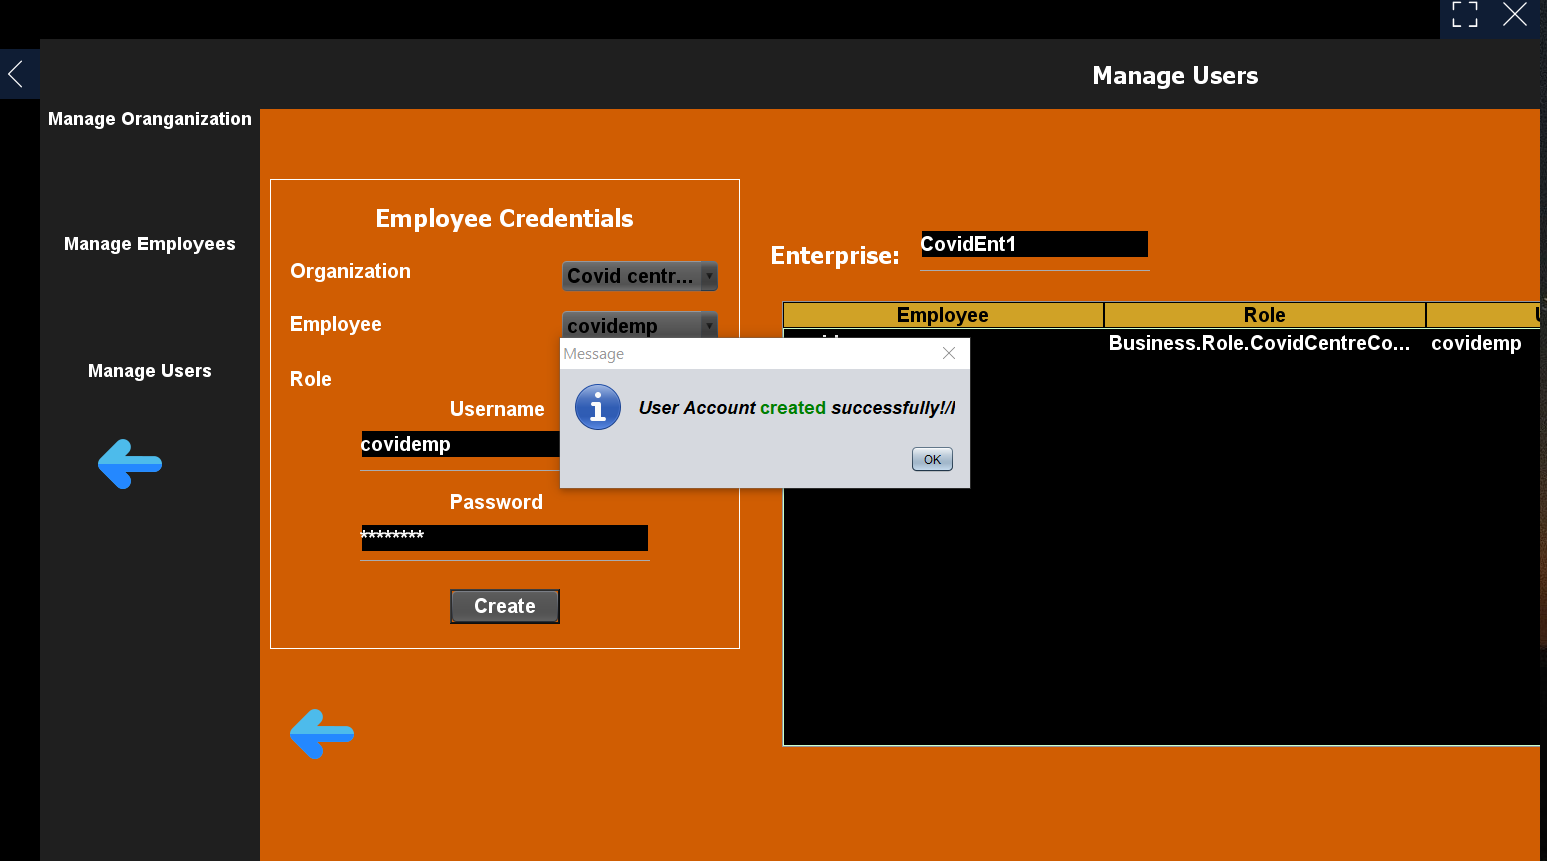 Manage Users
Manage Oranganization
Manage Employees
Manage Users
Employee Credentials
Organization
Covid centr...
Employee
covidemp
Role
Username
covidemp
Password
********
Create
Enterprise:
CovidEnt1
Employee Role
Business.Role.CovidCentreCo... covidemp
Message
User Account created successfully!//
OK